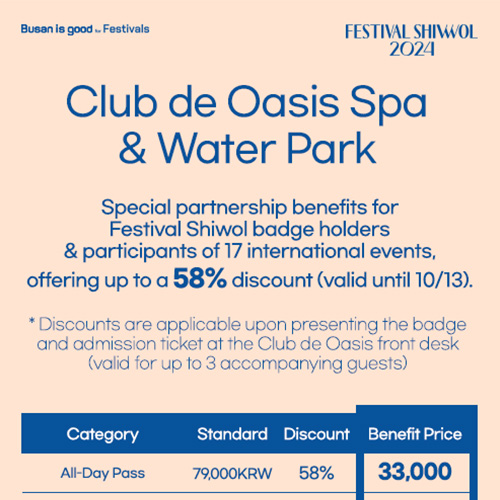 Busan is good for Festivals
FESTIVAL SHIWOL
2024
Club de Oasis Spa
& Water Park
Special partnership benefits for
Festival Shiwol badge holders
& participants of 17 international events,
offering up to a 58% discount (valid until 10/13).
* Discounts are applicable upon presenting the badge
and admission ticket at the Club de Oasis front desk
(valid for up to 3 accompanying guests)
Category Standard Discount Benefit Price
All-Day Pass 79,000KRW 58% 33,000